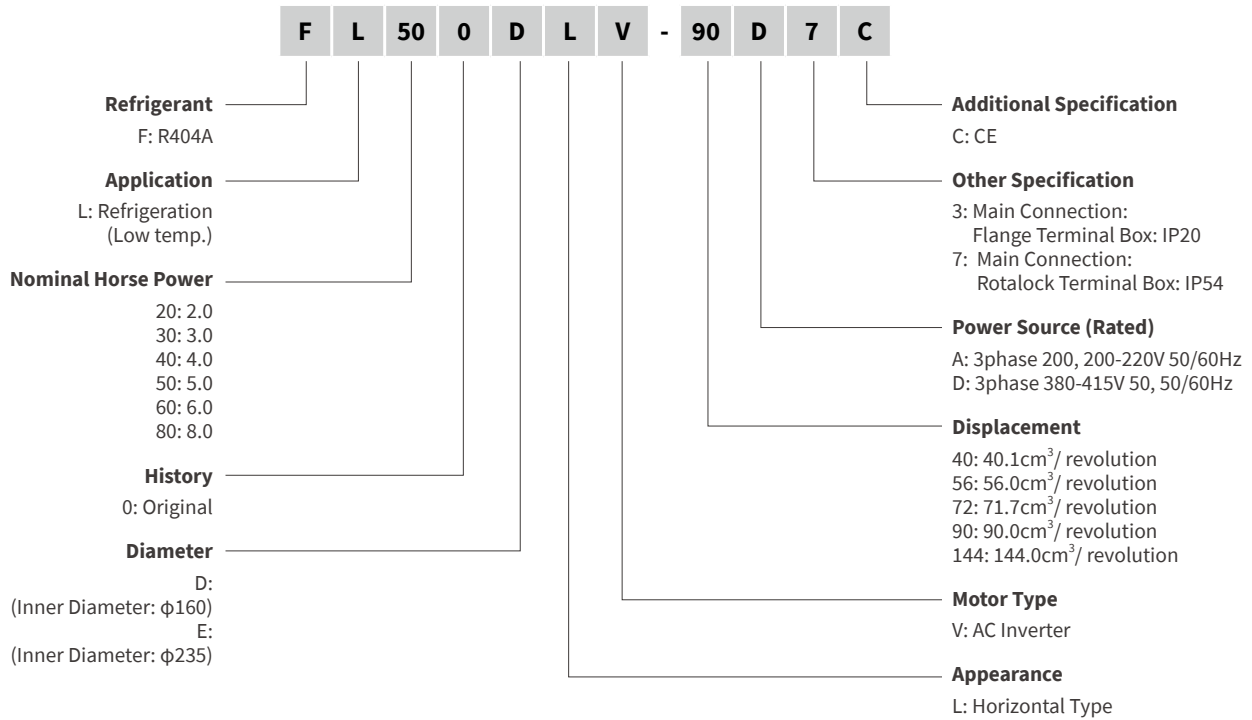 F L 50 0 D L V - 90 D 7 C
Refrigerant
F: R404A
Application
L: Refrigeration
(Low temp.)
Nominal Horse Power
20: 2.0
30: 3.0
40: 4.0
50: 5.0
60: 6.0
80: 8.0
History
0: Original
Diameter
D:
(Inner Diameter: φ160)
E:
(Inner Diameter: φ235)
Additional Specification
C: CE
Other Specification
3: Main Connection:
Flange Terminal Box: IP20
7: Main Connection:
Rotalock Terminal Box: IP54
Power Source (Rated)
A: 3phase 200, 200-220V 50/60Hz
D: 3phase 380-415V 50, 50/60Hz
Displacement
40: 40.1cm³/ revolution
56: 56.0cm³/ revolution
72: 71.7cm³/ revolution
90: 90.0cm³/ revolution
144: 144.0cm³/ revolution
Motor Type
V: AC Inverter
Appearance
L: Horizontal Type